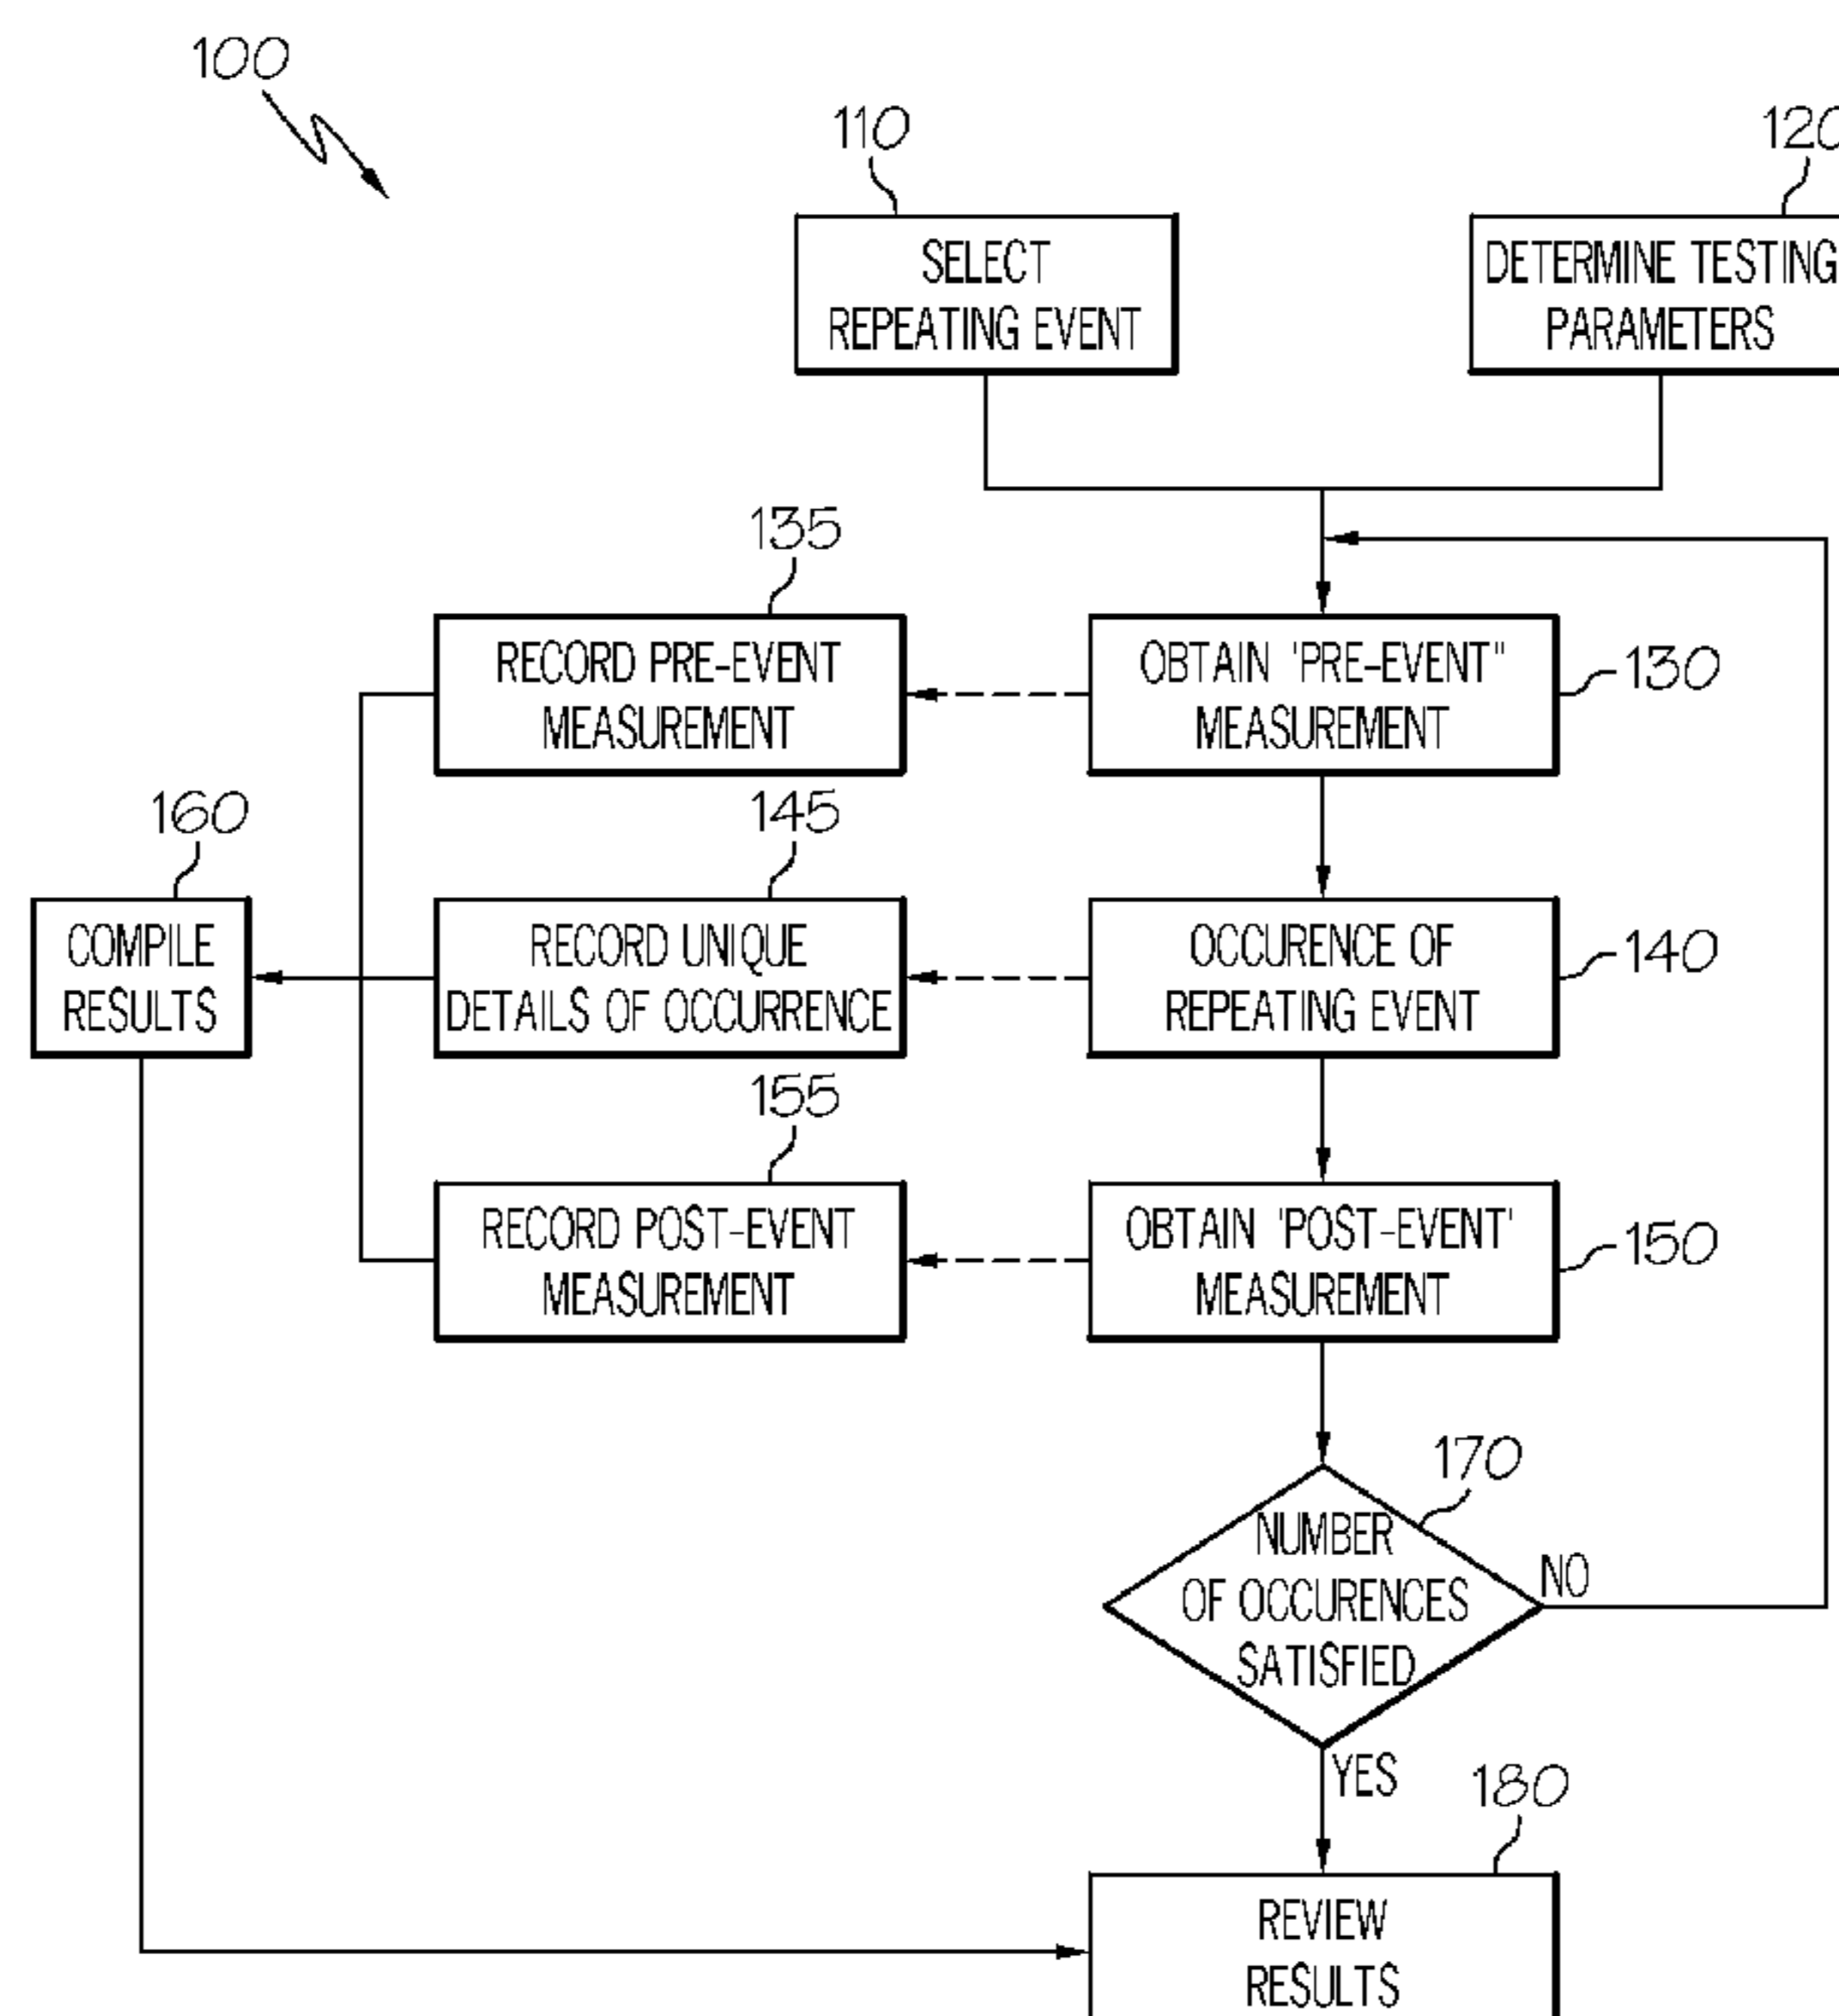 100
110
120
SELECT
REPEATING EVENT
DETERMINE TESTING
PARAMETERS
135
RECORD PRE-EVENT
MEASUREMENT
OBTAIN 'PRE-EVENT"
MEASUREMENT
130
160
145
COMPILE
RESULTS
RECORD UNIQUE
DETAILS OF OCCURRENCE
OCCURENCE OF
REPEATING EVENT
140
155
RECORD POST-EVENT
MEASUREMENT
OBTAIN 'POST-EVENT'
MEASUREMENT
150
170
NUMBER
OF OCCURENCES
SATISFIED
NO
YES
180
REVIEW
RESULTS